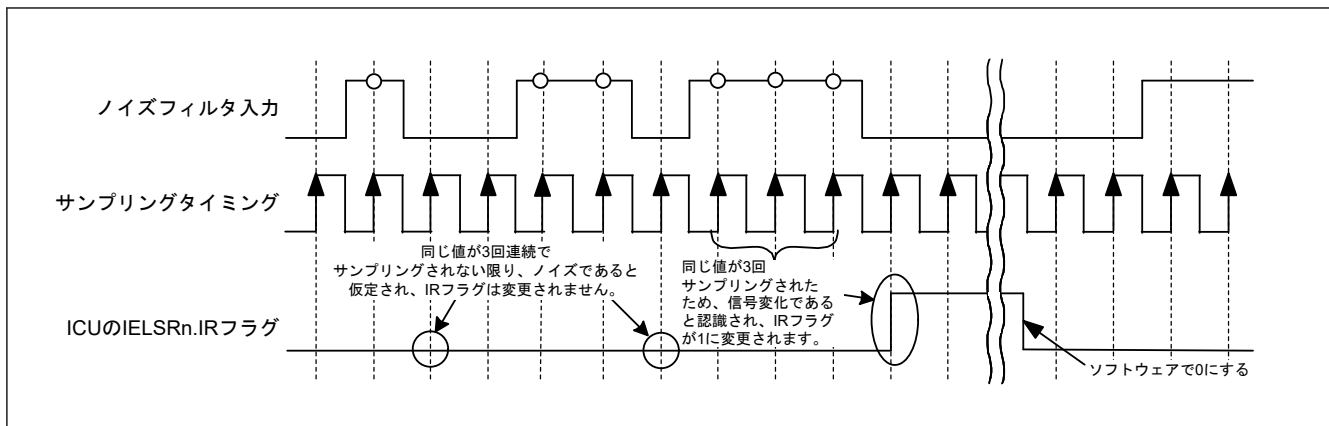 ノイズフィルタ入力
サンプリングタイミング
同じ値が3回連続で
サンプリングされない限り、ノイズであると
仮定され、IRフラグは変更されません。
同じ値が3回
サンプリングされた
ため、信号変化である
と認識され、IRフラグ
が1に変更されます。
ICUのIELSRn.IRフラグ
ソフトウェアで0にする